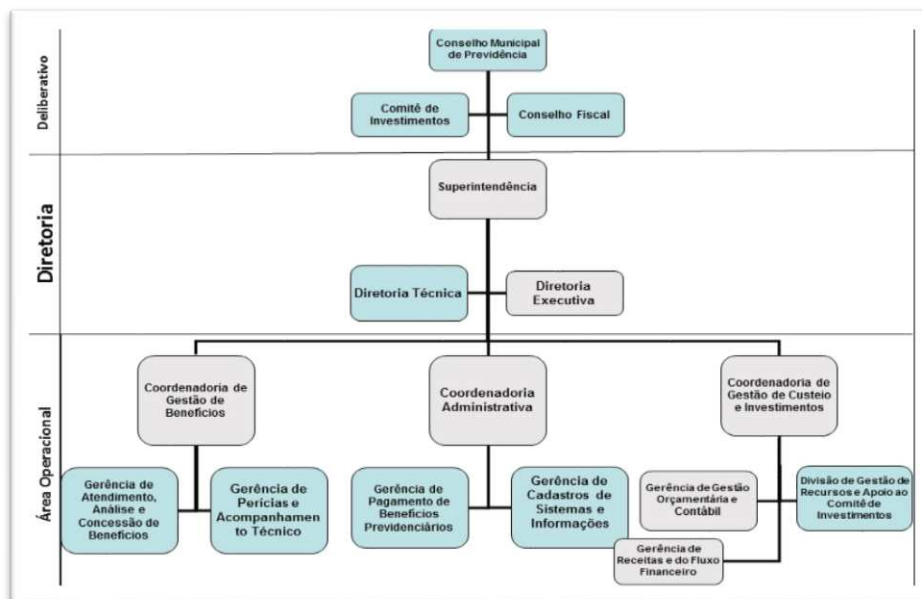 Deliberativo
Conselho Municipal
de Previdência
Comitê de
Investimentos
Conselho Fiscal
Diretoria
Superintendência
Diretoria Técnica
Diretoria
Executiva
Área Operacional
Coordenadoria de
Gestão de
Benefícios
Coordenadoria
Administrativa
Coordenadoria de
Gestão de Custeio
e Investimentos
Gerência de
Atendimento,
Análise e
Concessão de
Benefícios
Gerência de
Perícias e
Acompanhamen
to Técnico
Gerência de
Pagamento de
Benefícios
Previdenciários
Gerência de
Cadastros de
Sistemas e
Informações
Gerência de Gestão
Orçamentária e
Contábil
Divisão de Gestão de
Recursos e Apoio ao
Comitê de
Investimentos
Gerência de
Receitas e do Fluxo
Financeiro